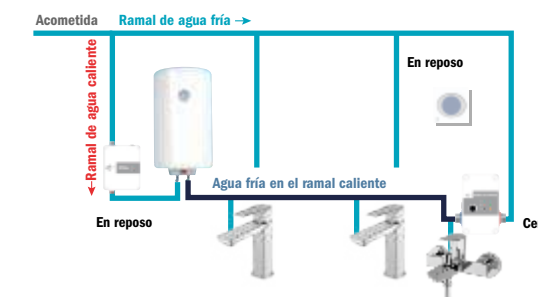 Acometida
Ramal de agua fría →
Ramal de agua caliente
En reposo
Agua fría en el ramal caliente
En reposo
Ce